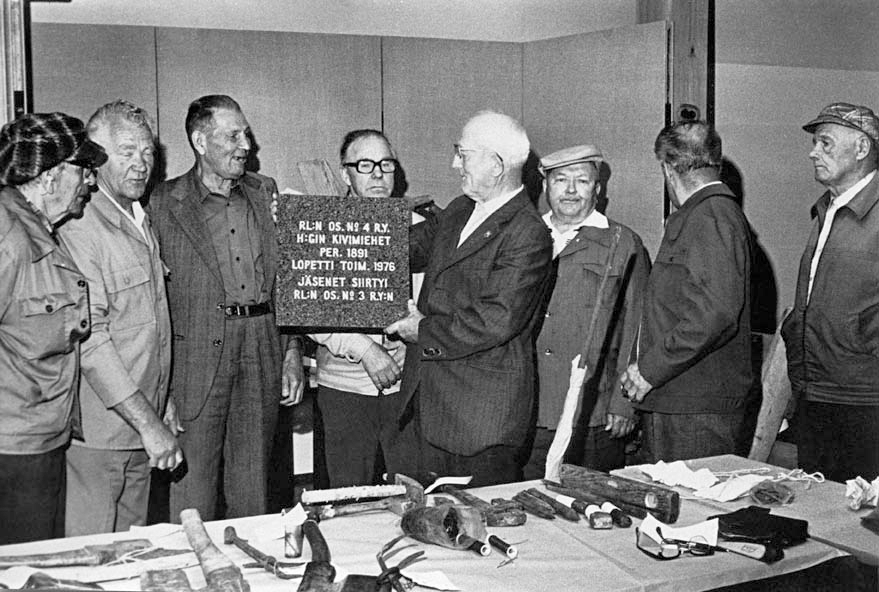 RL:N OS. Nº 4 R.Y.
H:GIN KIVIMIEHET
PER. 1891
LOPETTI TOIM. 1976
JÄSENET SIIRTYI
RL:N OS. Nº 3 R.Y:N